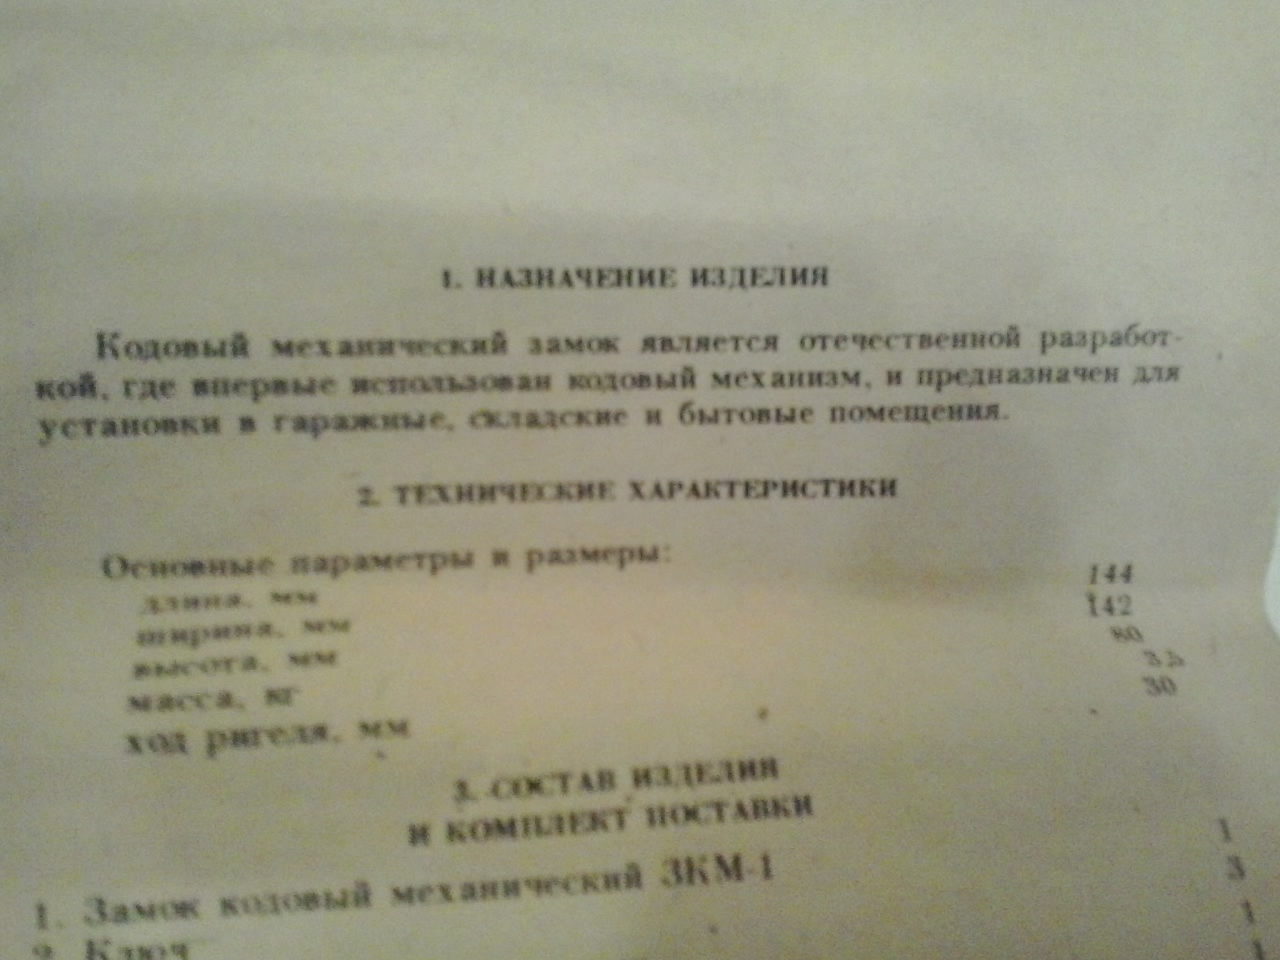 1. НАЗНАЧЕНИЕ ИЗДЕЛИЯ
Кодовый механический замок является отечественной разработ-
кой, где впервые использован кодовый механизм, и предназначен для
установки в гаражные, складские и бытовые помещения.
2. ТЕХНИЧЕСКИЕ ХАРАКТЕРИСТИКИ
Основные параметры и размеры:
длина, мм 144
ширина, мм 142
высота, мм 80
масса, кг
ход ригеля, мм 30
3. СОСТАВ ИЗДЕЛИЯ
И КОМПЛЕКТ ПОСТАВКИ
1. Замок кодовый механический ЗКМ-1 1
2. Ключ 3
1
1